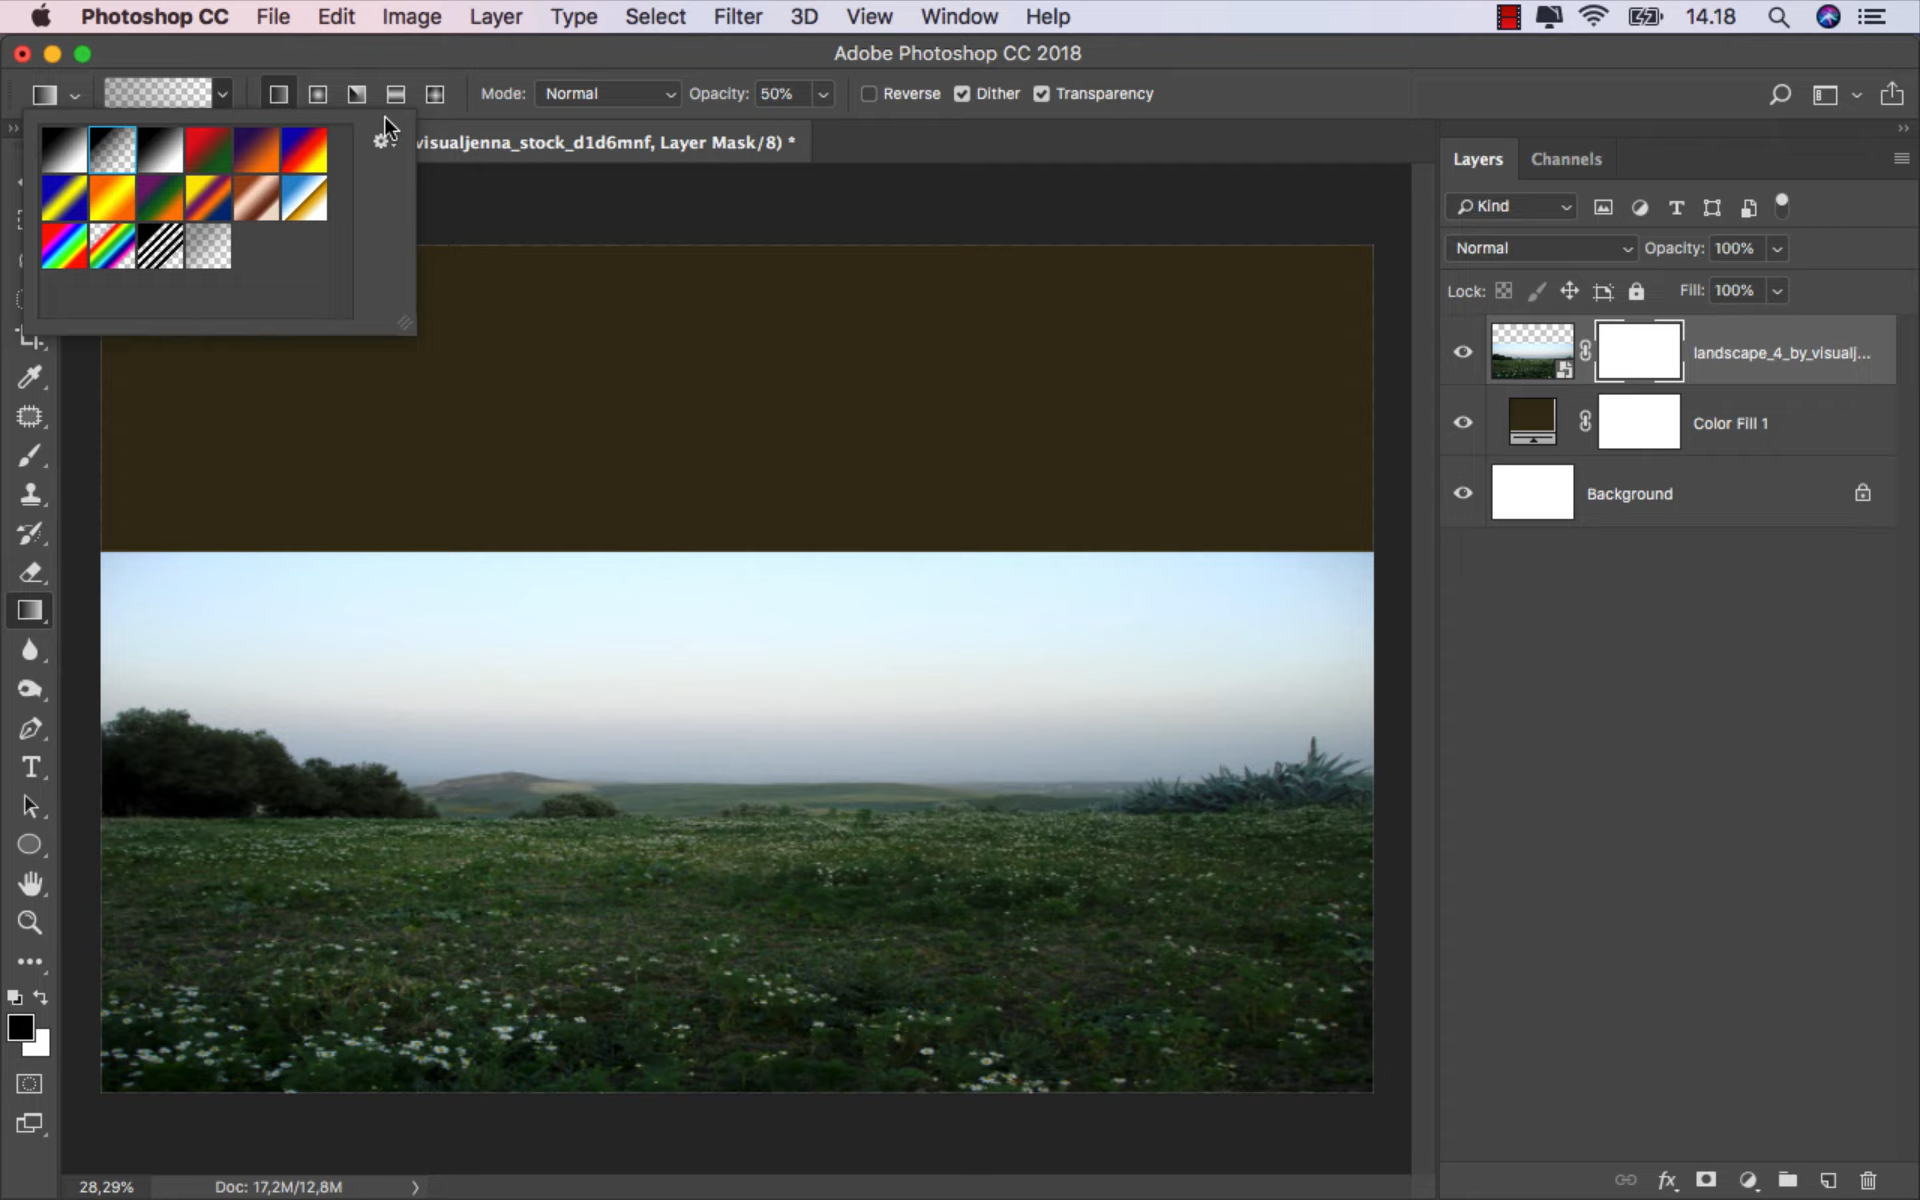 Photoshop CC File Edit Image Layer Type Select Filter 3D View Window Help 14.18
Adobe Photoshop CC 2018
Mode: Normal Opacity: 50% Reverse Dither Transparency
visualjenna_stock_d1d6mnf, Layer Mask/8) *
Layers Channels
Kind
Normal Opacity: 100%
Lock: Fill: 100%
landscape_4_by_visualj...
Color Fill 1
Background
28,29% Doc: 17,2M/12,8M